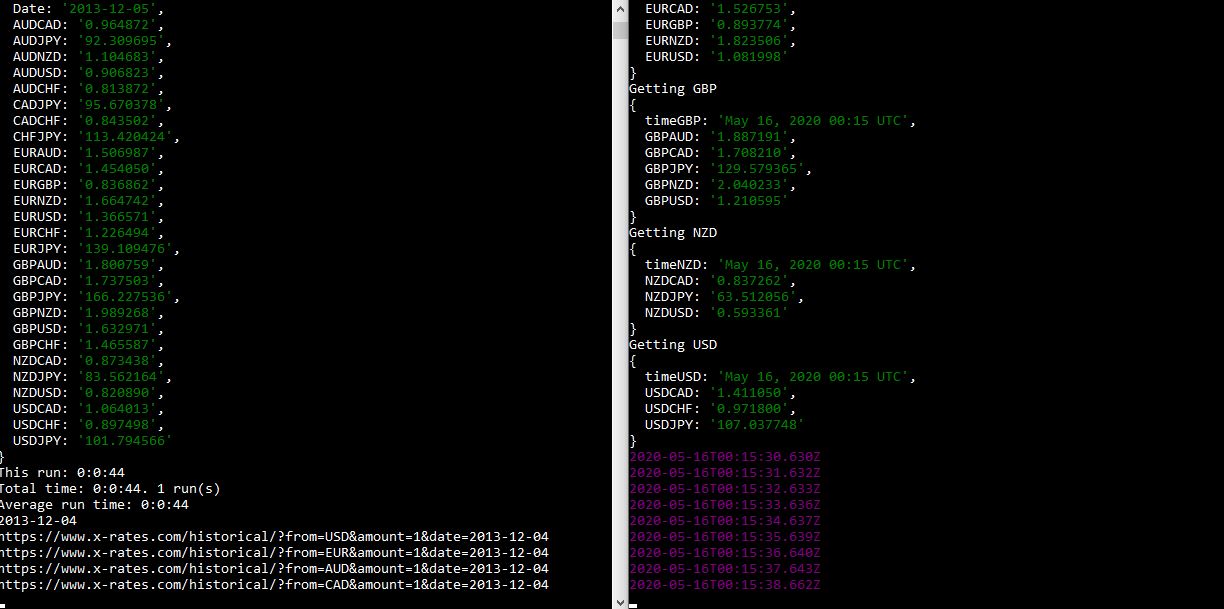 Date: '2013-12-05',
AUDCAD: '0.964872',
AUDJPY: '92.309695',
AUDNZD: '1.104683',
AUDUSD: '0.906823',
AUDCHF: '0.813872',
CADJPY: '95.670378',
CADCHF: '0.843502',
CHFJPY: '113.420424',
EURAUD: '1.506987',
EURCAD: '1.454050',
EURGBP: '0.836862',
EURNZD: '1.664742',
EURUSD: '1.366571',
EURCHF: '1.226494',
EURJPY: '139.109476',
GBPAUD: '1.800759',
GBPCAD: '1.737503',
GBPJPY: '166.227536',
GBPNZD: '1.989268',
GBPUSD: '1.632971',
GBPCHF: '1.465587',
NZDCAD: '0.873438',
NZDJPY: '83.562164',
NZDUSD: '0.820890',
USDCAD: '1.064013',
USDCHF: '0.897498',
USDJPY: '101.794566'
}
This run: 0:0:44
Total time: 0:0:44. 1 run(s)
Average run time: 0:0:44
2013-12-04
https://www.x-rates.com/historical/?from=USD&amount=1&date=2013-12-04
https://www.x-rates.com/historical/?from=EUR&amount=1&date=2013-12-04
https://www.x-rates.com/historical/?from=AUD&amount=1&date=2013-12-04
https://www.x-rates.com/historical/?from=CAD&amount=1&date=2013-12-04
EURCAD: '1.526753',
EURGBP: '0.893774',
EURNZD: '1.823506',
EURUSD: '1.081998'
}
Getting GBP
{
timeGBP: 'May 16, 2020 00:15 UTC',
GBPAUD: '1.887191',
GBPCAD: '1.708210',
GBPJPY: '129.579365',
GBPNZD: '2.040233',
GBPUSD: '1.210595'
}
Getting NZD
{
timeNZD: 'May 16, 2020 00:15 UTC',
NZDCAD: '0.837262',
NZDJPY: '63.512056',
NZDUSD: '0.593361'
}
Getting USD
{
timeUSD: 'May 16, 2020 00:15 UTC',
USDCAD: '1.411050',
USDCHF: '0.971800',
USDJPY: '107.037748'
}
2020-05-16T00:15:30.630Z
2020-05-16T00:15:31.632Z
2020-05-16T00:15:32.633Z
2020-05-16T00:15:33.636Z
2020-05-16T00:15:34.637Z
2020-05-16T00:15:35.639Z
2020-05-16T00:15:36.640Z
2020-05-16T00:15:37.643Z
2020-05-16T00:15:38.662Z